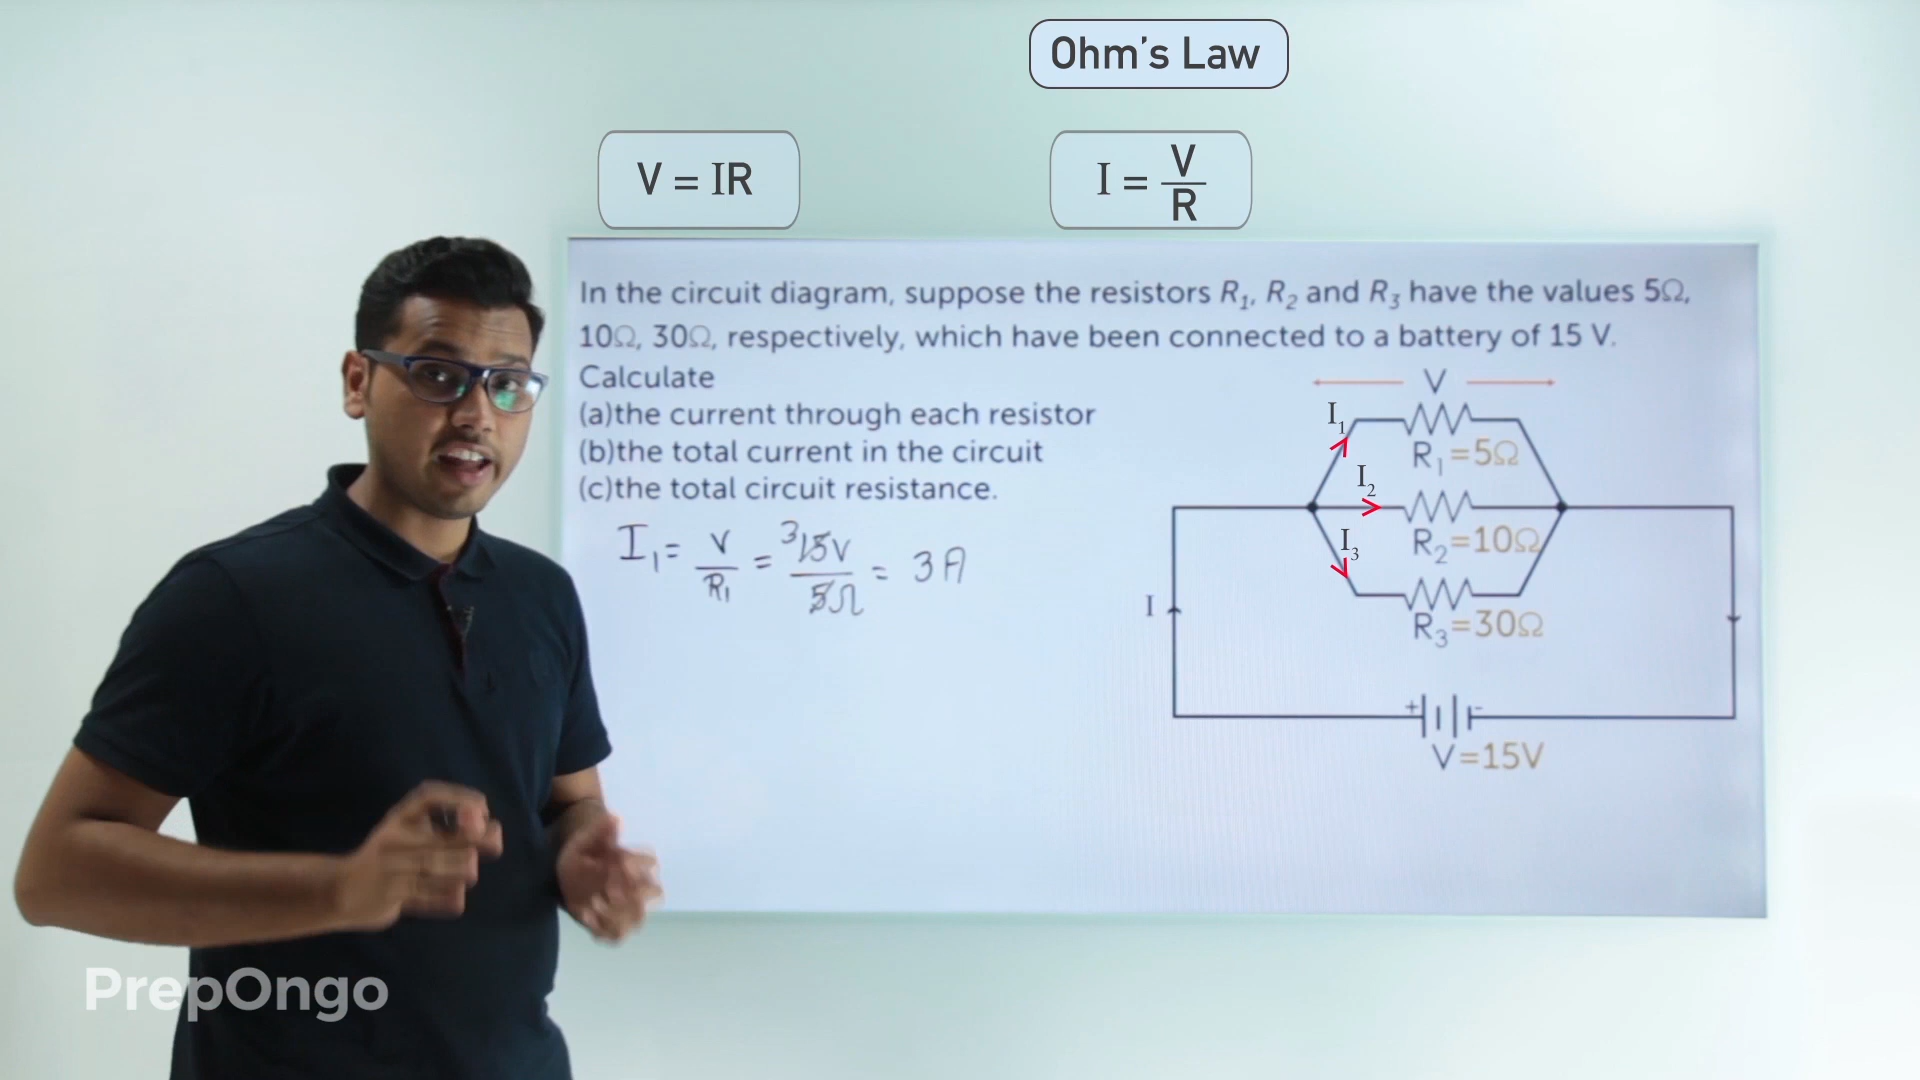 Ohm's Law
V = IR
I = V/R
In the circuit diagram, suppose the resistors R₁, R₂ and R₃ have the values 5Ω,
10Ω, 30Ω, respectively, which have been connected to a battery of 15 V.
Calculate
(a)the current through each resistor
(b)the total current in the circuit
(c)the total circuit resistance.
I₁ = V/R₁ = ³15V/5Ω = 3A
V
I₁
R₁=5Ω
I₂
R₂=10Ω
I₃
R₃=30Ω
I
+ -
V=15V
PrepOngo